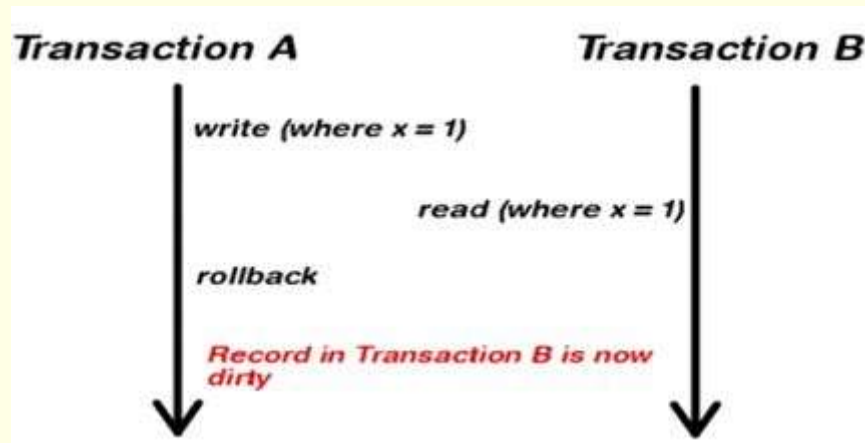 Transaction A
Transaction B
write (where x = 1)
read (where x = 1)
rollback
Record in Transaction B is now
dirty